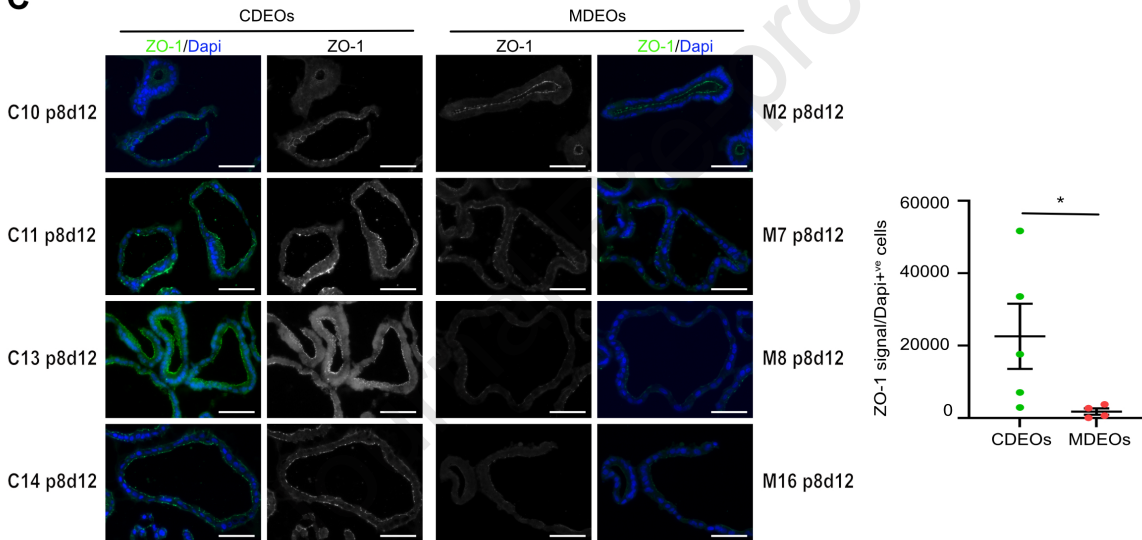 C
CDEOs MDEOs
ZO-1/Dapi ZO-1 ZO-1 ZO-1/Dapi
C10 p8d12 M2 p8d12
C11 p8d12 M7 p8d12
C13 p8d12 M8 p8d12
C14 p8d12 M16 p8d12
ZO-1 signal/Dapi+ve cells
60000
*
40000
20000
0
CDEOs MDEOs